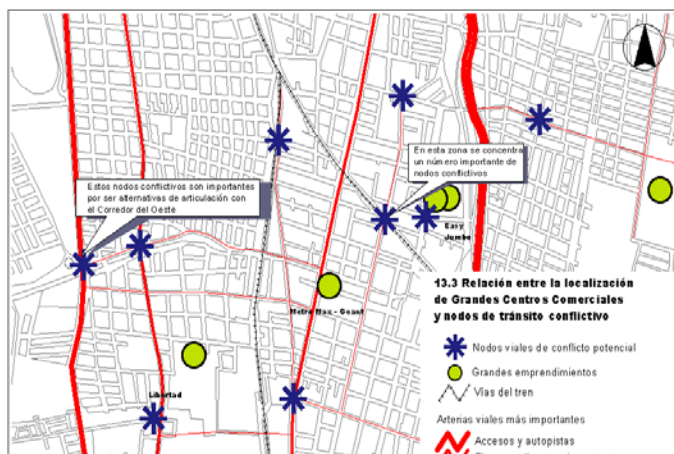 En esta zona se concentra
un número importante de
nodos conflictivos
Estos nodos conflictivos son importantes
por ser alternativas de articulación con
el Corredor del Oeste
Easy
Jumbo
Metro Max - Geant
Libertad
13.3 Relación entre la localización
de Grandes Centros Comerciales
y nodos de tránsito conflictivo
Nodos viales de conflicto potencial
Grandes emprendimientos
Vías del tren
Arterias viales más importantes
Accesos y autopistas